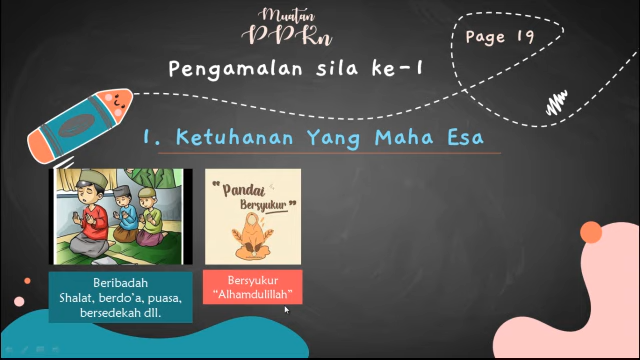 Muatan
PPKn
Page 19
Pengamalan sila ke-1
1. Ketuhanan Yang Maha Esa
"Pandai
Bersyukur"
Beribadah
Shalat, berdo'a, puasa,
bersedekah dll.
Bersyukur
"Alhamdulillah"